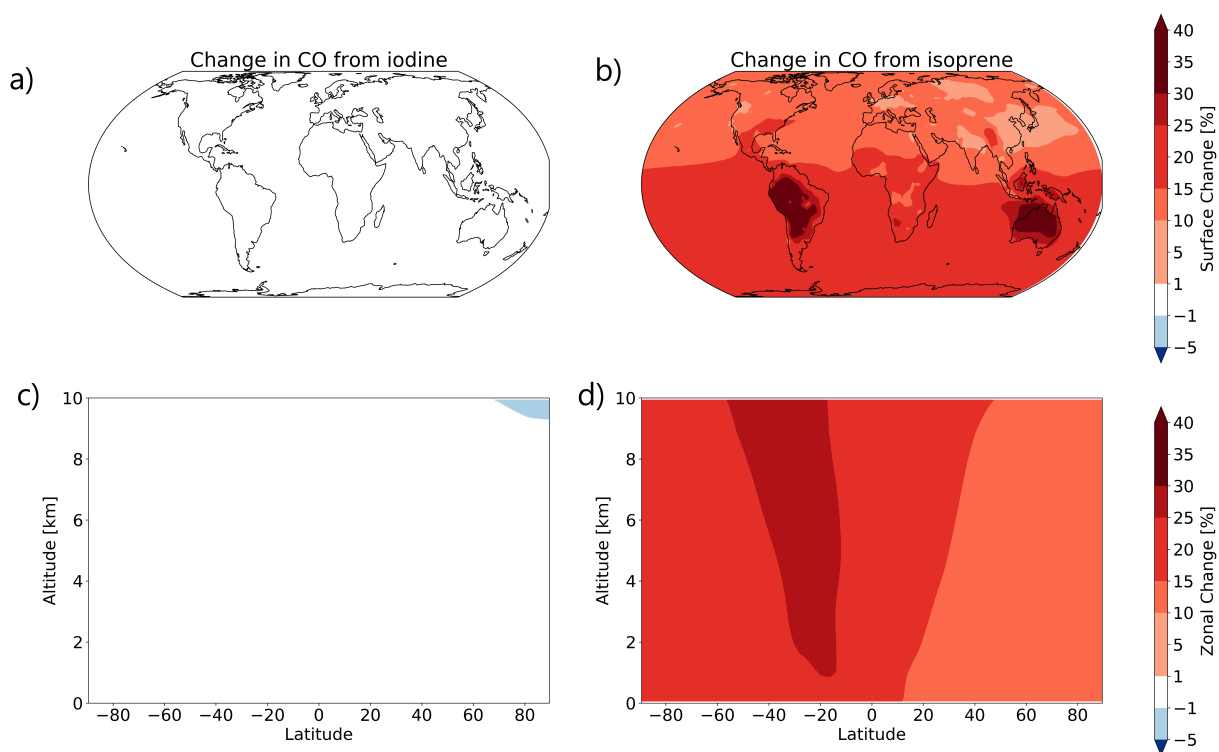 a)
Change in CO from iodine
b)
Change in CO from isoprene
40
35
30
25
20
15
10
5
1
−1
−5
Surface Change [%]
c)
10
8
6
4
2
0
Altitude [km]
−80 −60 −40 −20 0 20 40 60 80
Latitude
d)
10
8
6
4
2
0
Altitude [km]
−80 −60 −40 −20 0 20 40 60 80
Latitude
40
35
30
25
20
15
10
5
1
−1
−5
Zonal Change [%]